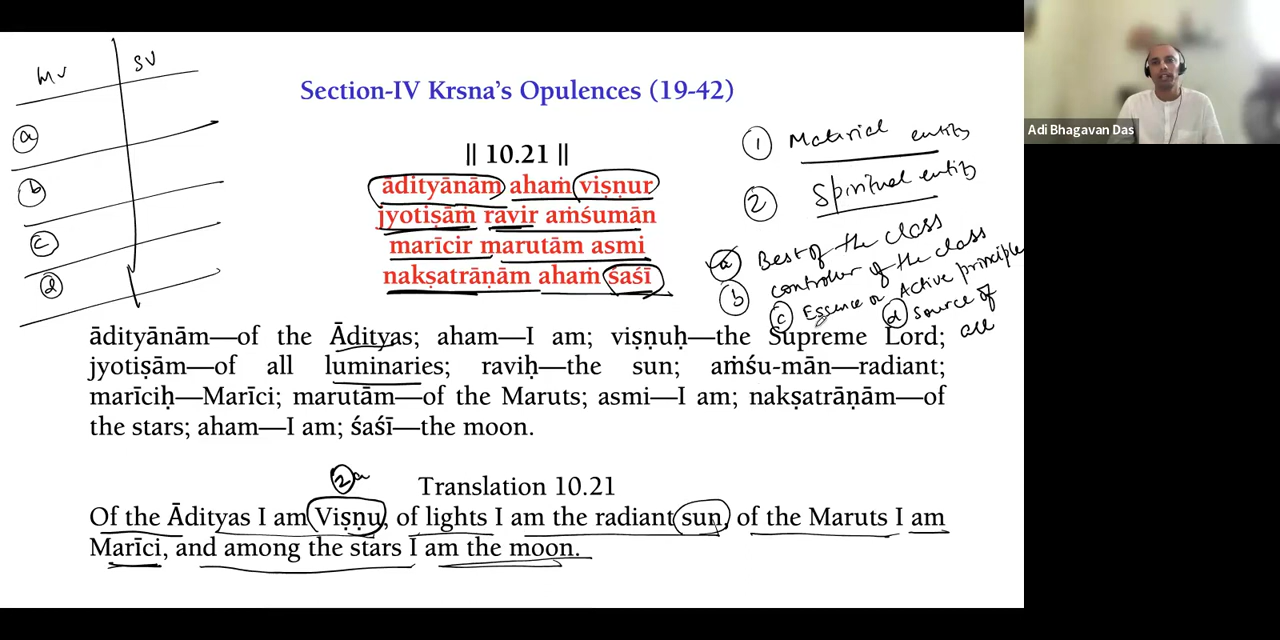 MV SV
a
b
c
d
Section-IV Krsna's Opulences (19-42)
|| 10.21 ||
ādityānām ahaṁ viṣṇur
jyotiṣāṁ ravir aṁśumān
marīcir marutām asmi
nakṣatrāṇām ahaṁ śaśī
1 Material entity
2 Spiritual entity
a Best of the class
b controller of the class
c Essence or Active principle
d Source of
all
ādityānām—of the Ādityas; aham—I am; viṣṇuḥ—the Supreme Lord;
jyotiṣām—of all luminaries; raviḥ—the sun; aṁśu-mān—radiant;
marīciḥ—Marīci; marutām—of the Maruts; asmi—I am; nakṣatrāṇām—of
the stars; aham—I am; śaśī—the moon.
2a
Translation 10.21
Of the Ādityas I am Viṣṇu, of lights I am the radiant sun, of the Maruts I am
Marīci, and among the stars I am the moon.
Adi Bhagavan Das